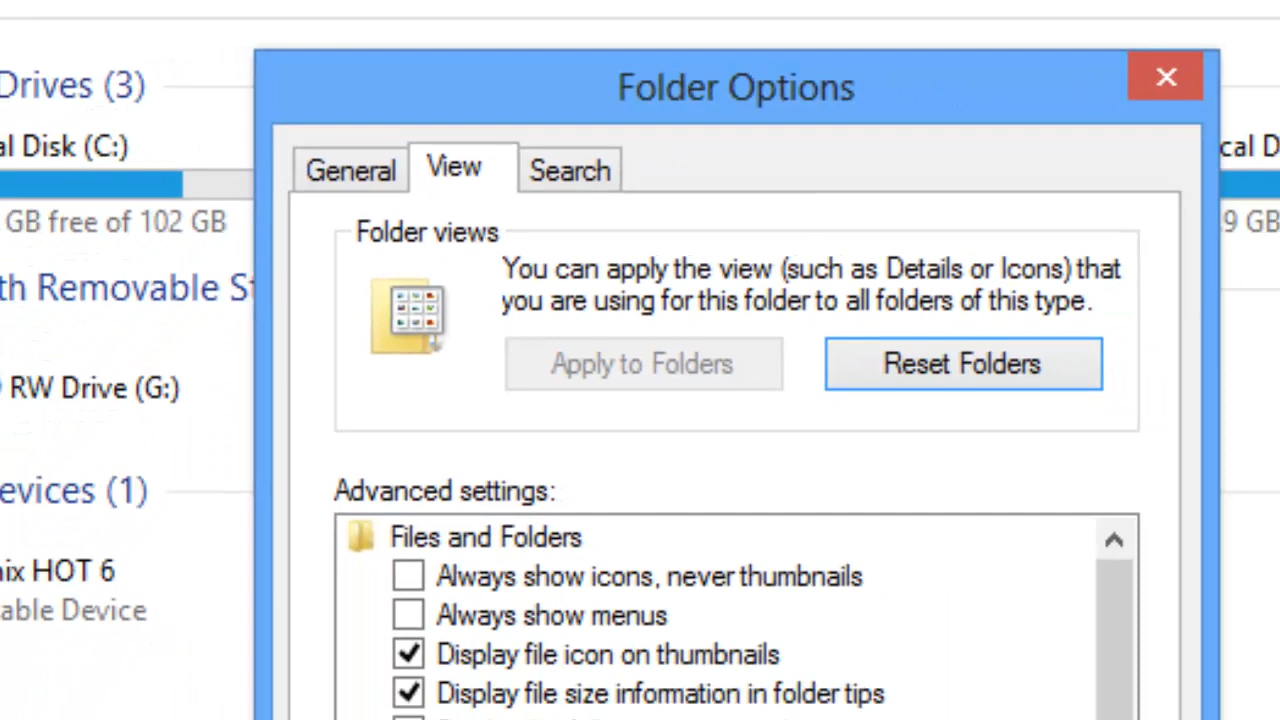 Drives (3)
Folder Options
al Disk (C:)
cal D
General
View
Search
GB free of 102 GB
.9 GB
Folder views
You can apply the view (such as Details or Icons) that
you are using for this folder to all folders of this type.
th Removable St
Apply to Folders
Reset Folders
RW Drive (G:)
evices (1)
Advanced settings:
Files and Folders
Always show icons, never thumbnails
nix HOT 6
able Device
Always show menus
Display file icon on thumbnails
Display file size information in folder tips